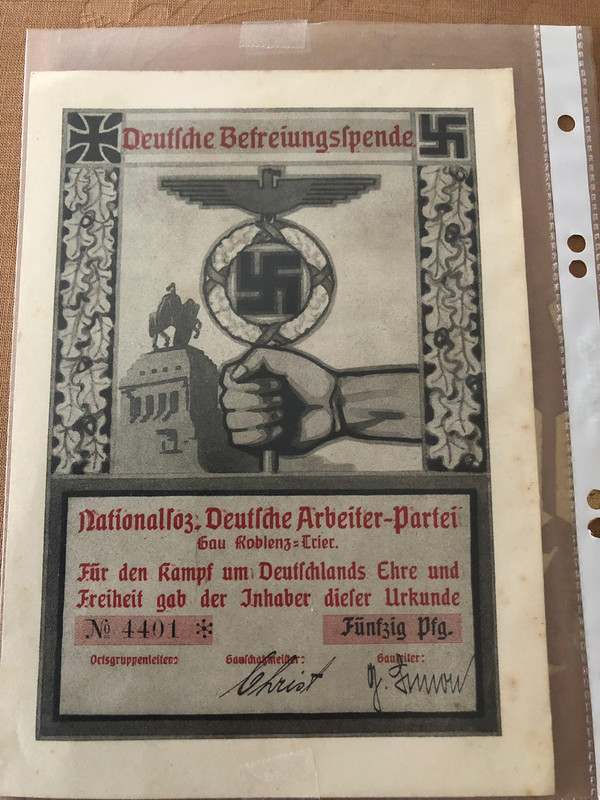 Deutsche Befreiungsspende
Nationalsoz. Deutsche Arbeiter-Partei
Gau Koblenz-Trier.
Für den Kampf um Deutschlands Ehre und
Freiheit gab der Inhaber dieser Urkunde
№ 4401 * Fünfzig Pfg.
Ortsgruppenleiter: Gauschatzmeister: Gauleiter:
Christ G. Simon